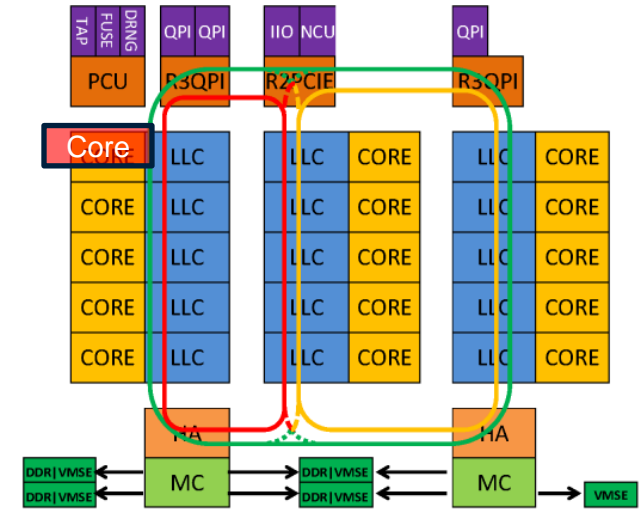 TAP FUSE DRNG QPI QPI IIO NCU QPI
PCU R3QPI R2PCIE R3QPI
Core CORE LLC LLC CORE LLC CORE
CORE LLC LLC CORE LLC CORE
CORE LLC LLC CORE LLC CORE
CORE LLC LLC CORE LLC CORE
CORE LLC LLC CORE LLC CORE
HA HA
DDR|VMSE MC DDR|VMSE MC
DDR|VMSE DDR|VMSE VMSE